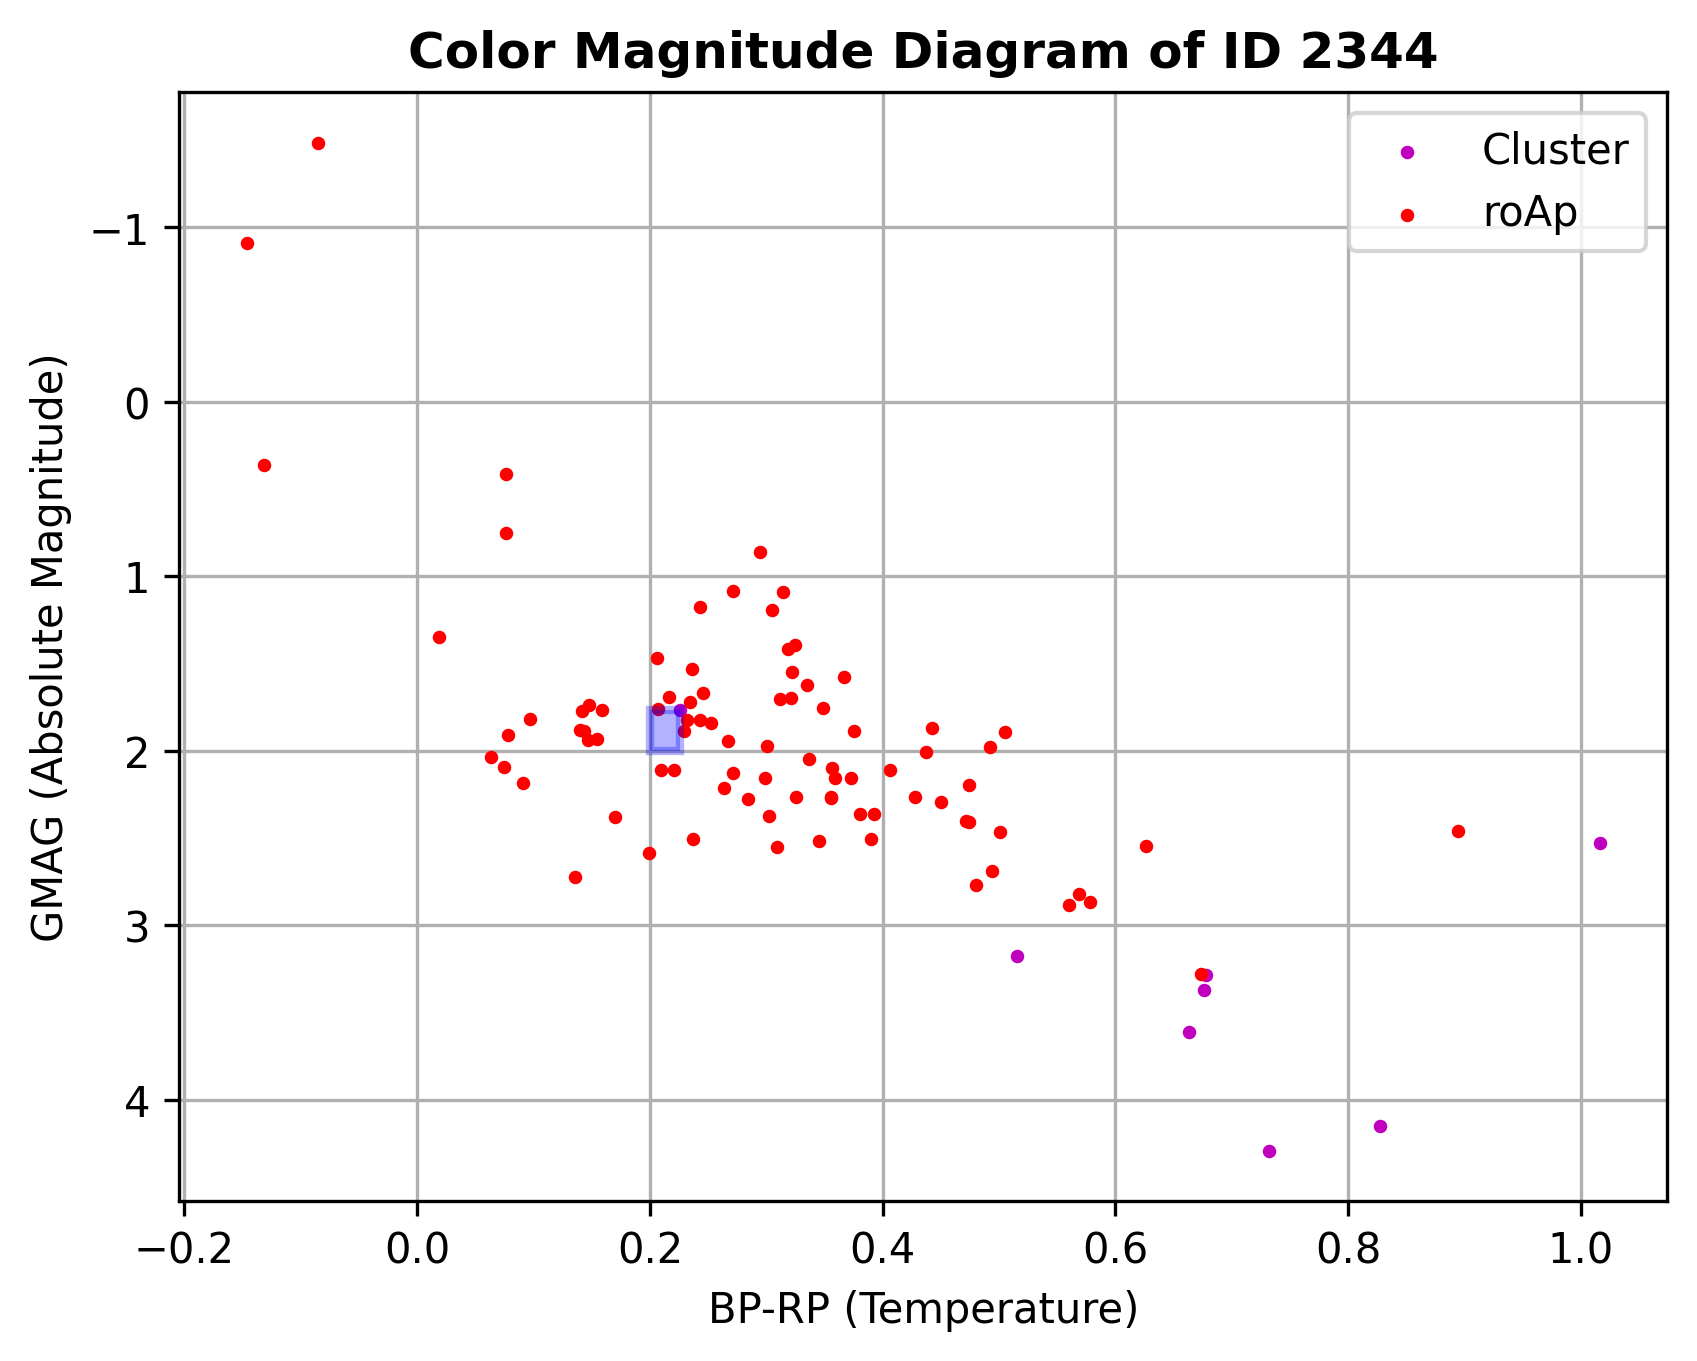 Color Magnitude Diagram of ID 2344
Cluster
roAp
GMAG (Absolute Magnitude)
−1
0
1
2
3
4
−0.2 0.0 0.2 0.4 0.6 0.8 1.0
BP-RP (Temperature)